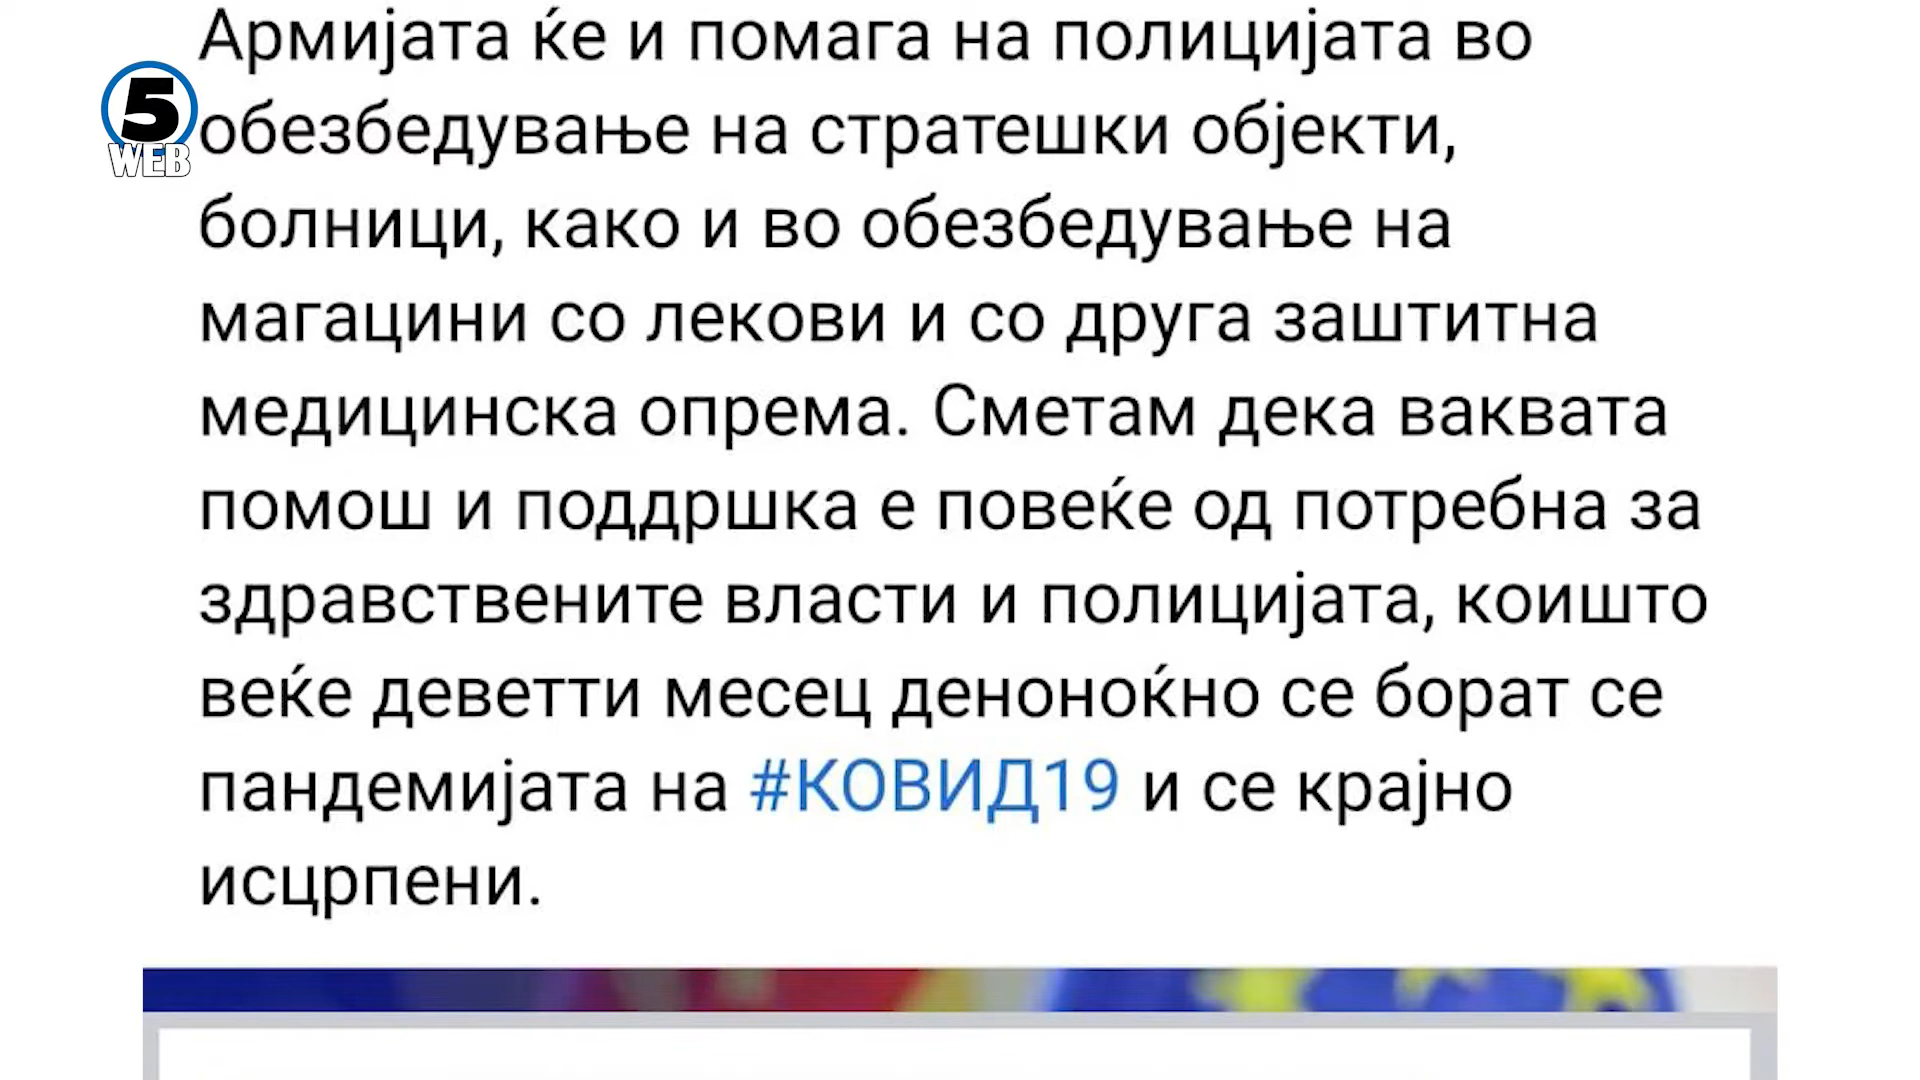 Армијата ќе и помага на полицијата во
5
WEB
обезбедување на стратешки објекти,
болници, како и во обезбедување на
магацини со лекови и со друга заштитна
медицинска опрема. Сметам дека ваквата
помош и поддршка е повеќе од потребна за
здравствените власти и полицијата, коишто
веќе деветти месец деноноќно се борат се
пандемијата на #КОВИД19 и се крајно
исцрпени.